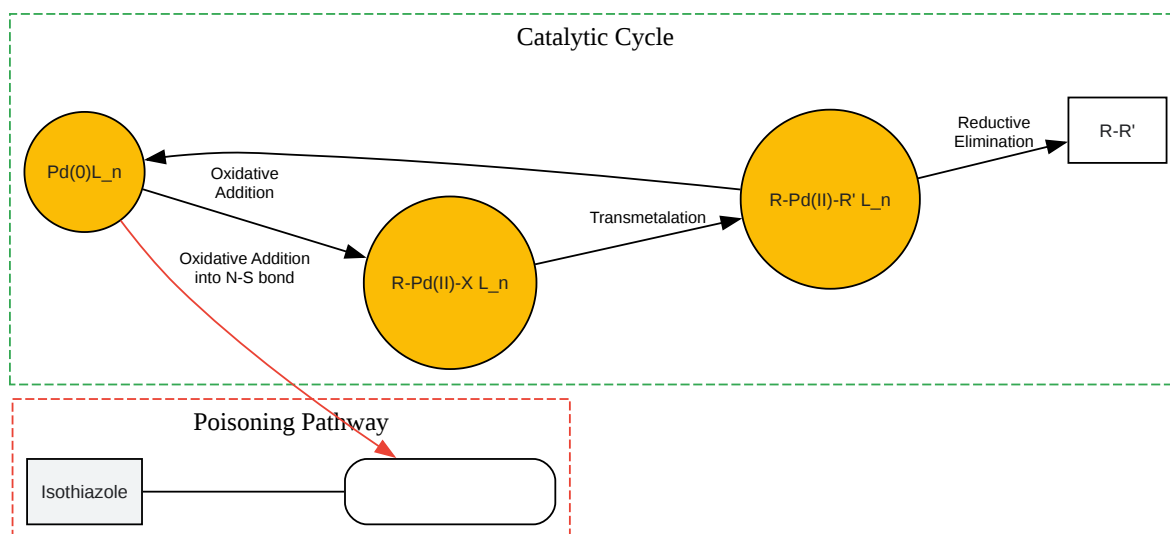 Catalytic Cycle
Pd(0)L_n
Oxidative
Addition
Oxidative Addition
into N-S bond
R-Pd(II)-X L_n
Transmetalation
R-Pd(II)-R' L_n
Reductive
Elimination
R-R'
Poisoning Pathway
Isothiazole